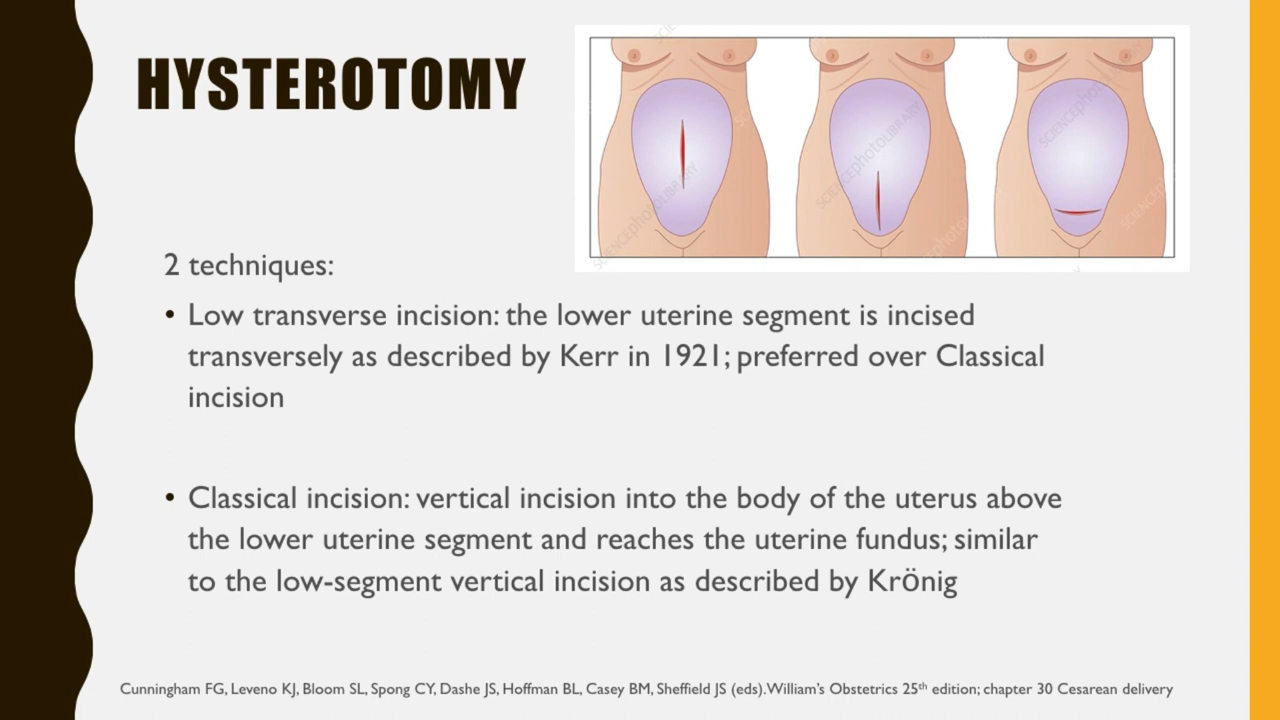 HYSTEROTOMY
SCIENCEphotoLIBRARY
SCIENCEphotoLIBRARY
2 techniques:
• Low transverse incision: the lower uterine segment is incised
transversely as described by Kerr in 1921; preferred over Classical
incision
• Classical incision: vertical incision into the body of the uterus above
the lower uterine segment and reaches the uterine fundus; similar
to the low-segment vertical incision as described by Krönig
Cunningham FG, Leveno KJ, Bloom SL, Spong CY, Dashe JS, Hoffman BL, Casey BM, Sheffield JS (eds).William's Obstetrics 25th edition; chapter 30 Cesarean delivery